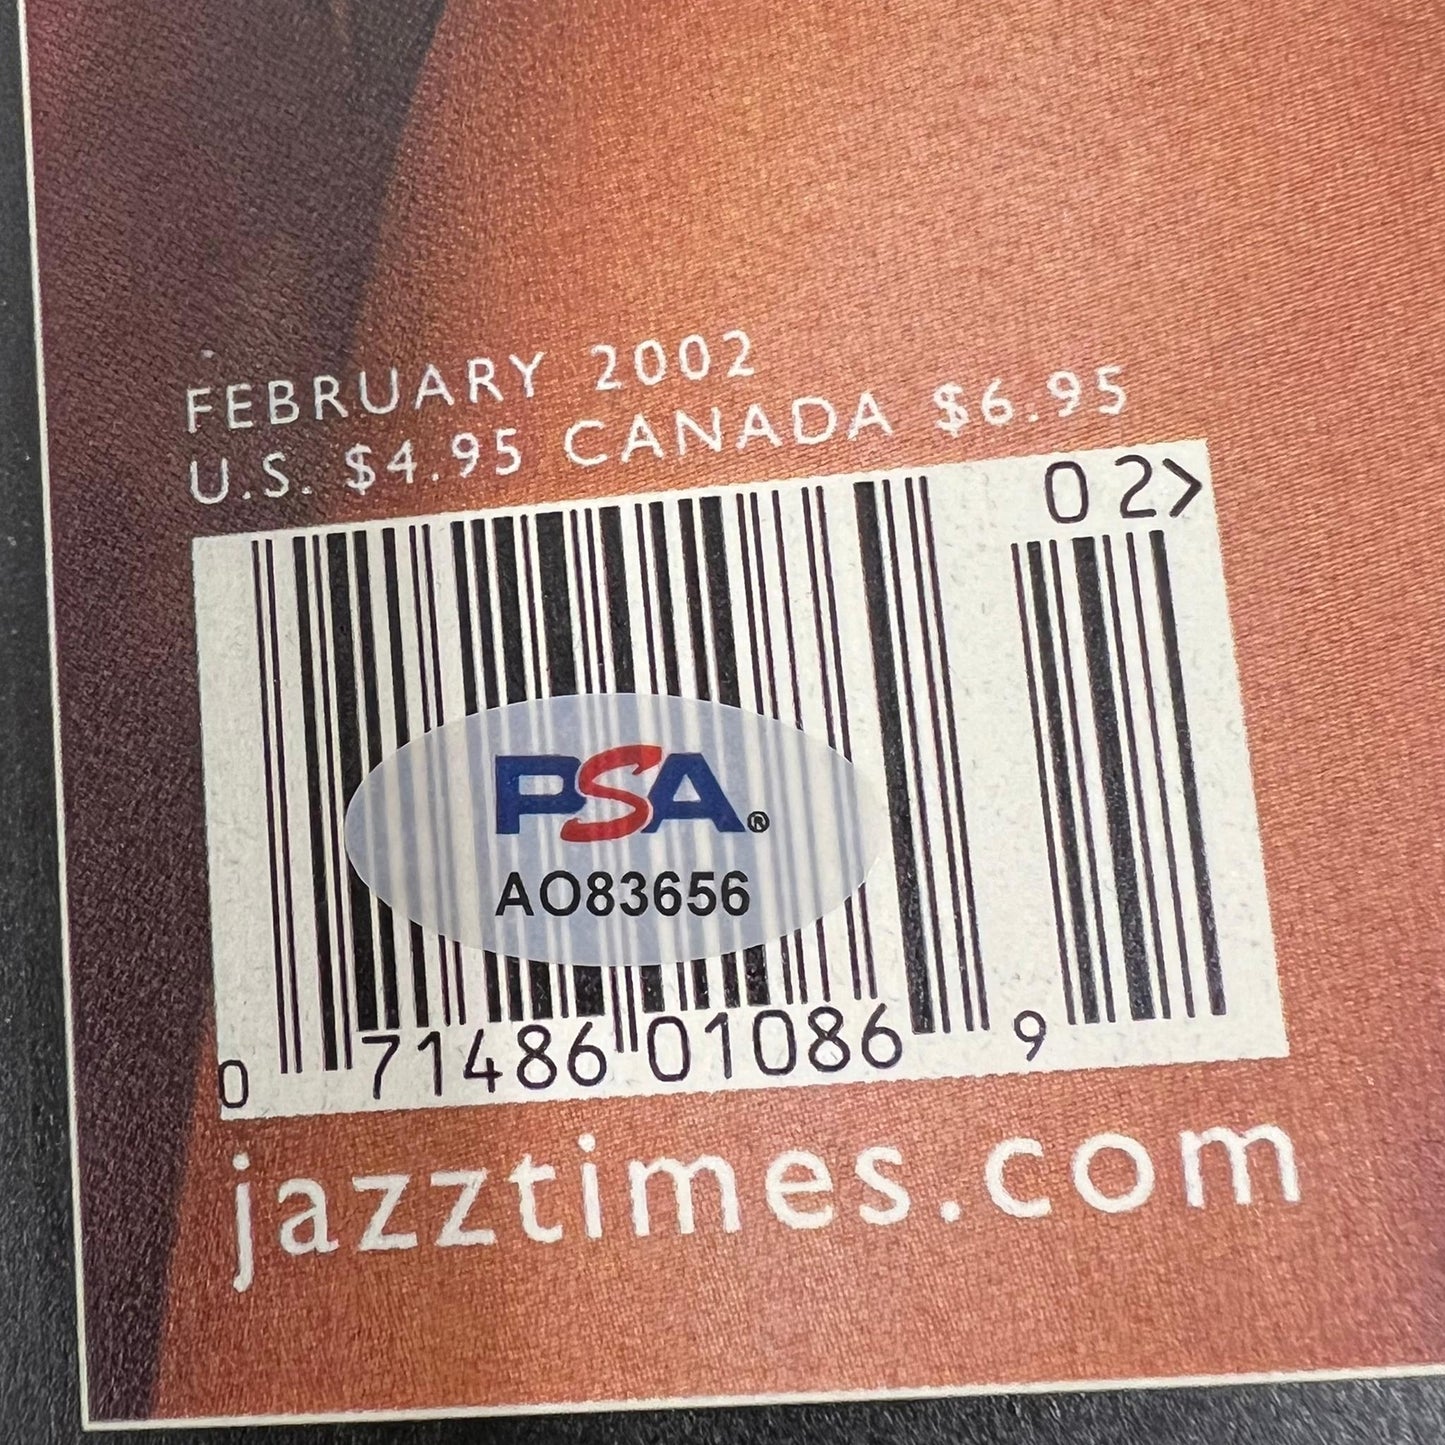 FEBRUARY 2002
U.S. $4.95 CANADA $6.95
02>
PSA®
AO83656
0 71486 01086 9
jazztimes.com